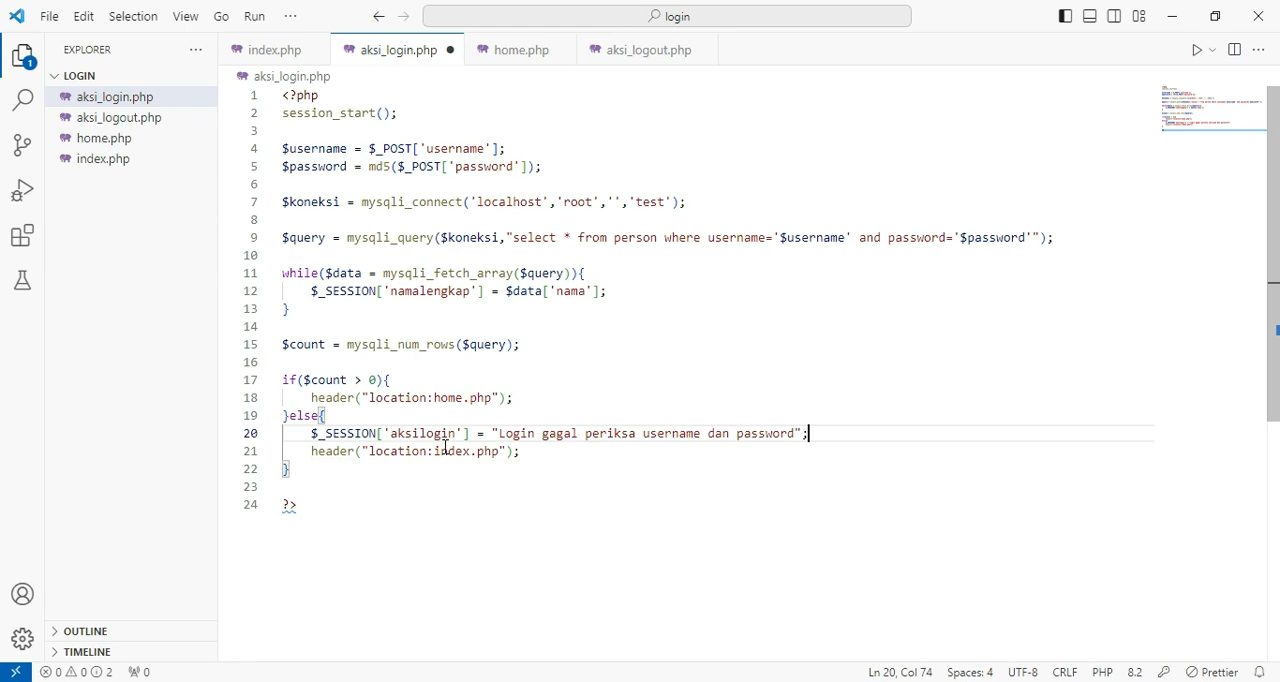 File Edit Selection View Go Run ··· ← → login
EXPLORER ···
LOGIN
aksi_login.php
aksi_logout.php
home.php
index.php
OUTLINE
TIMELINE
1
index.php aksi_login.php ● home.php aksi_logout.php
aksi_login.php
1 <?php
2 session_start();
3
4 $username = $_POST['username'];
5 $password = md5($_POST['password']);
6
7 $koneksi = mysqli_connect('localhost','root','','test');
8
9 $query = mysqli_query($koneksi,"select * from person where username='$username' and password='$password'");
10
11 while($data = mysqli_fetch_array($query)){
12 $_SESSION['namalengkap'] = $data['nama'];
13 }
14
15 $count = mysqli_num_rows($query);
16
17 if($count > 0){
18 header("location:home.php");
19 }else{
20 $_SESSION['aksilogin'] = "Login gagal periksa username dan password";
21 header("location:index.php");
22 }
23
24 ?>
0 0 2 0 Ln 20, Col 74 Spaces: 4 UTF-8 CRLF PHP 8.2 Prettier